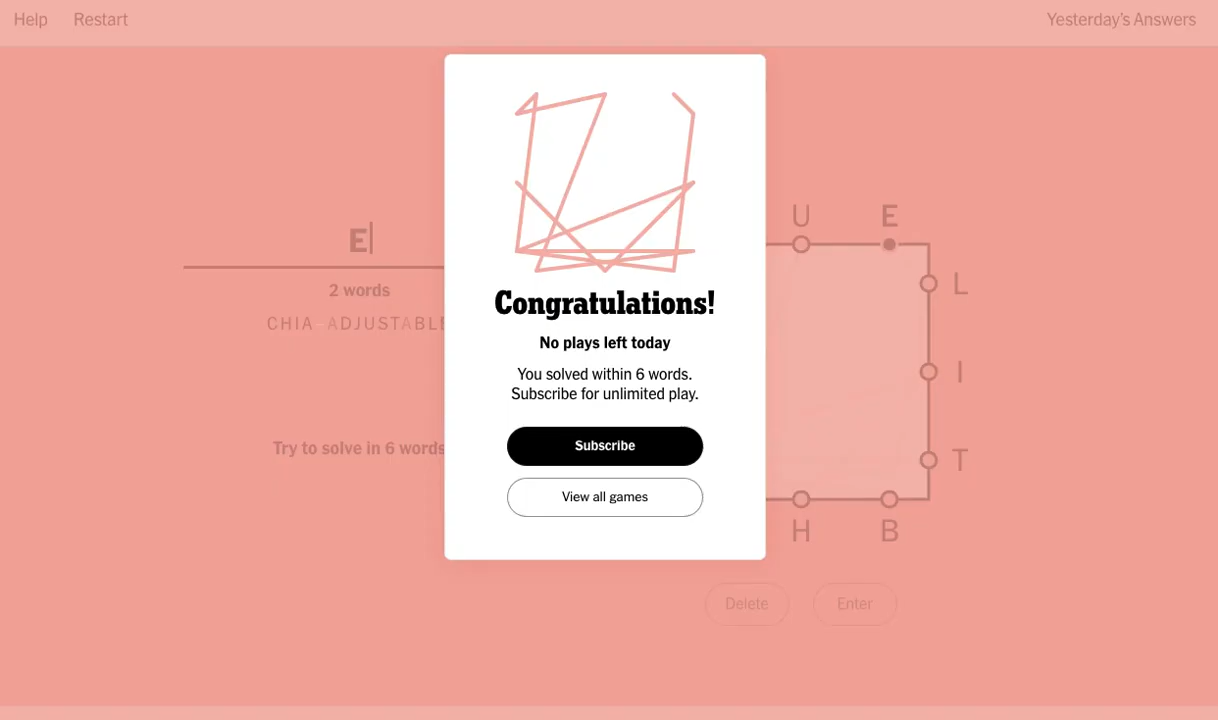 Help Restart Yesterday's Answers
E
2 words
CHIA - ADJUSTABLE
Try to solve in 6 words
U E
L
I
T
H B
Delete Enter
Congratulations!
No plays left today
You solved within 6 words.
Subscribe for unlimited play.
Subscribe
View all games